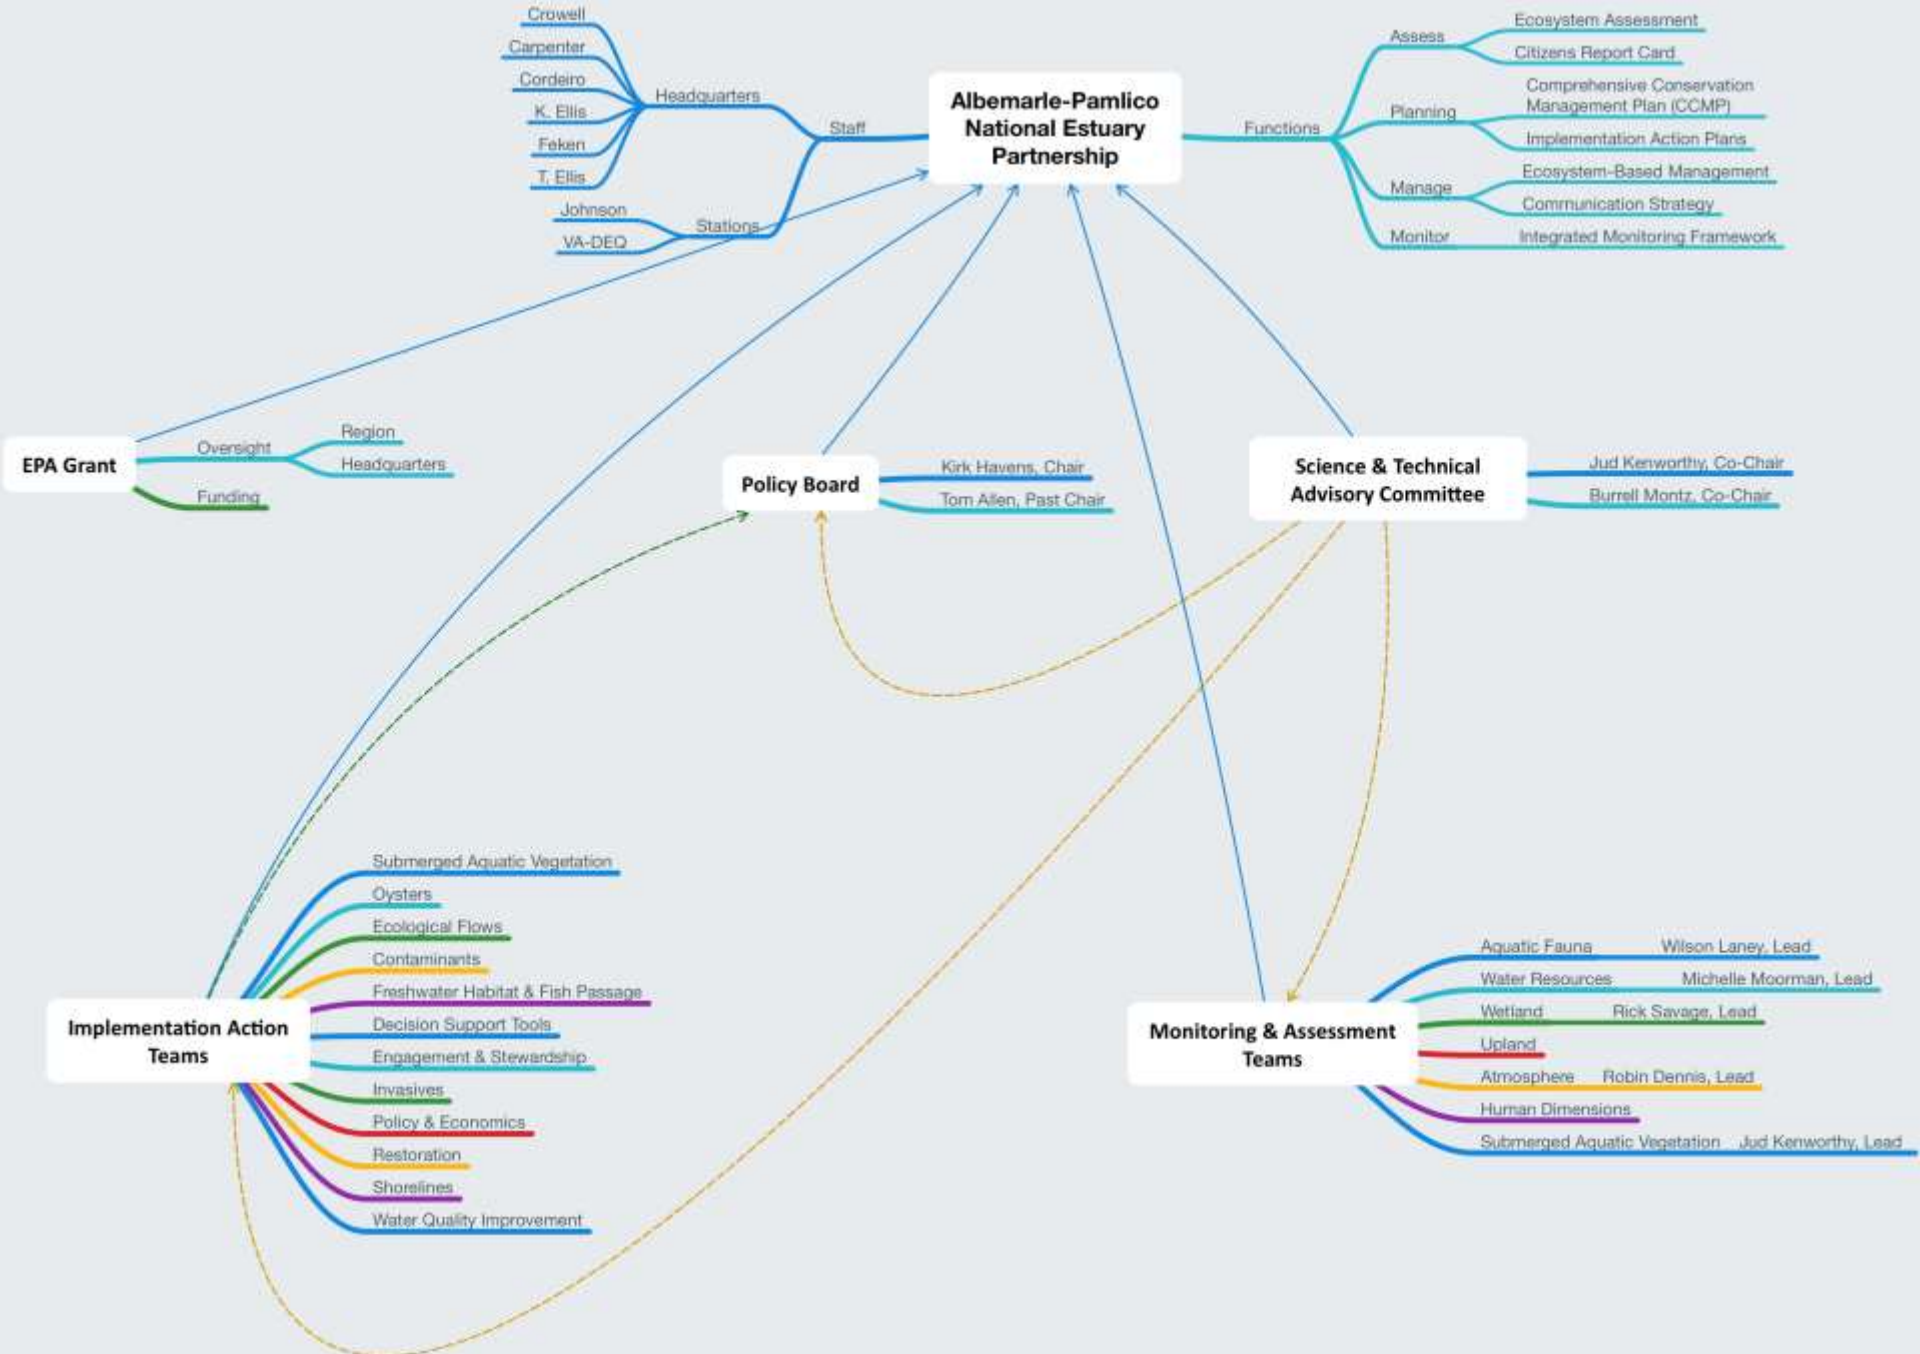 Crowell
Carpenter
Cordeiro
K. Ellis
Feken
T. Ellis
Headquarters
Johnson
VA-DEQ
Stations
Staff
Albemarle-Pamlico
National Estuary
Partnership
Functions
Assess
Ecosystem Assessment
Citizens Report Card
Planning
Comprehensive Conservation
Management Plan (CCMP)
Implementation Action Plans
Manage
Ecosystem-Based Management
Communication Strategy
Monitor
Integrated Monitoring Framework
EPA Grant
Oversight
Region
Headquarters
Funding
Policy Board
Kirk Havens, Chair
Tom Allen, Past Chair
Science & Technical
Advisory Committee
Jud Kenworthy, Co-Chair
Burrell Montz, Co-Chair
Implementation Action
Teams
Submerged Aquatic Vegetation
Oysters
Ecological Flows
Contaminants
Freshwater Habitat & Fish Passage
Decision Support Tools
Engagement & Stewardship
Invasives
Policy & Economics
Restoration
Shorelines
Water Quality Improvement
Monitoring & Assessment
Teams
Aquatic Fauna Wilson Laney, Lead
Water Resources Michelle Moorman, Lead
Wetland Rick Savage, Lead
Upland
Atmosphere Robin Dennis, Lead
Human Dimensions
Submerged Aquatic Vegetation Jud Kenworthy, Lead